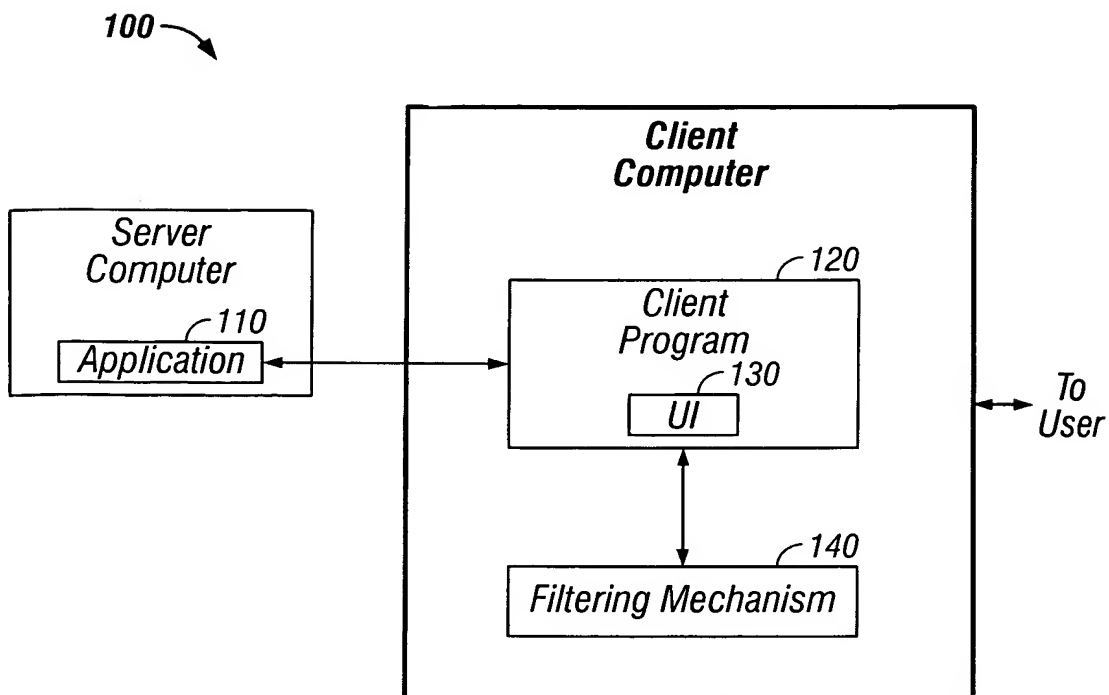 100
Client
Computer
Server
Computer
110
Application
120
Client
Program
130
UI
To
User
140
Filtering Mechanism